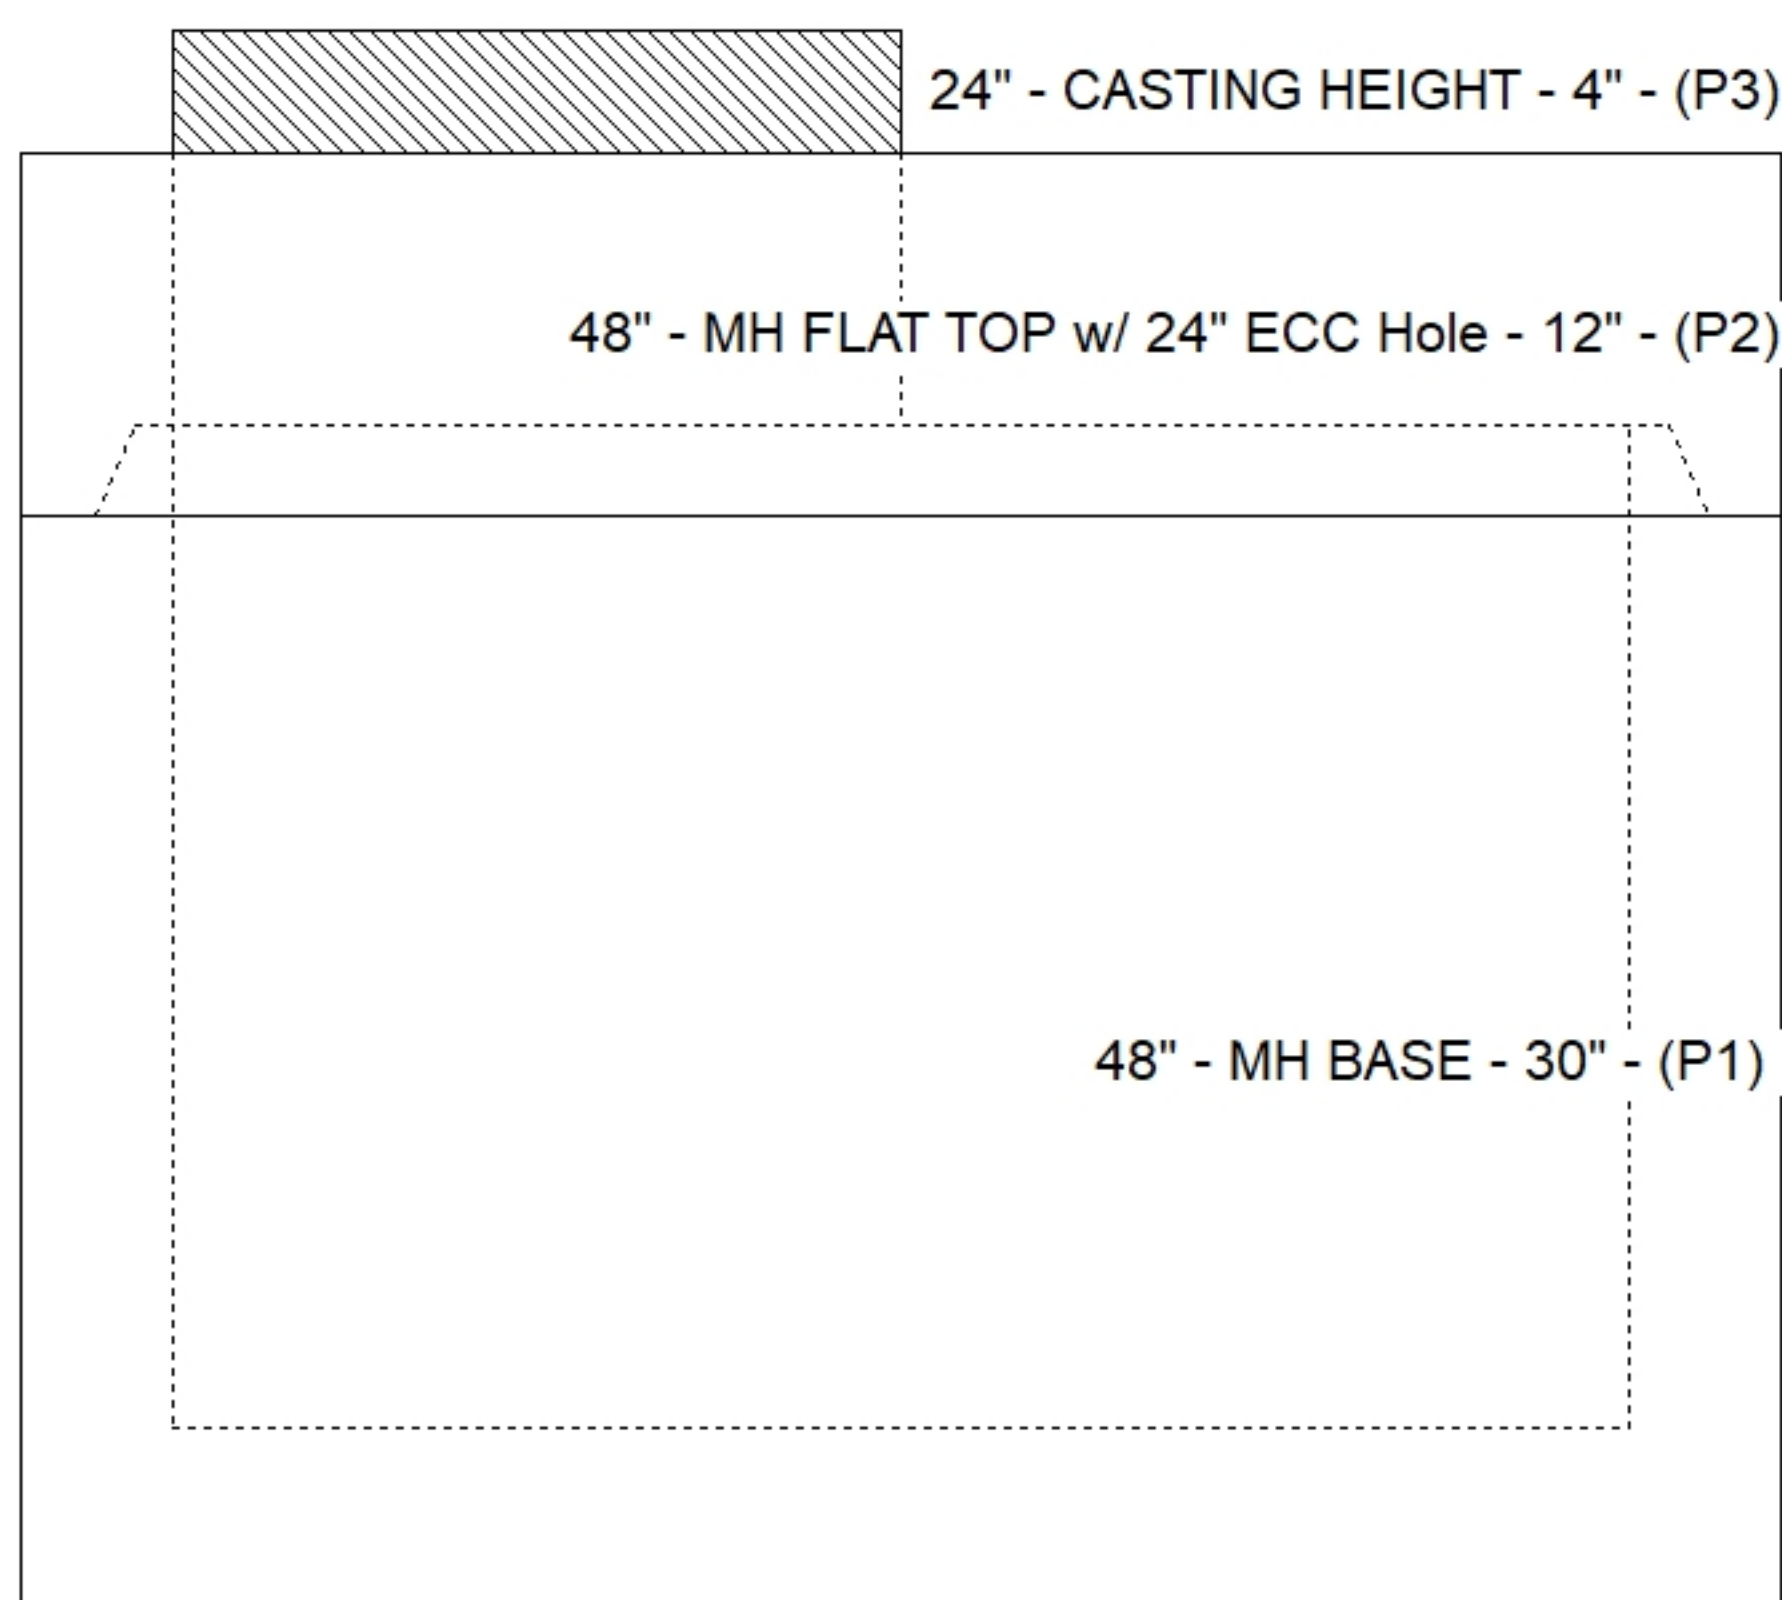 24" - CASTING HEIGHT - 4" - (P3)
48" - MH FLAT TOP w/ 24" ECC Hole - 12" - (P2)
48" - MH BASE - 30" - (P1)